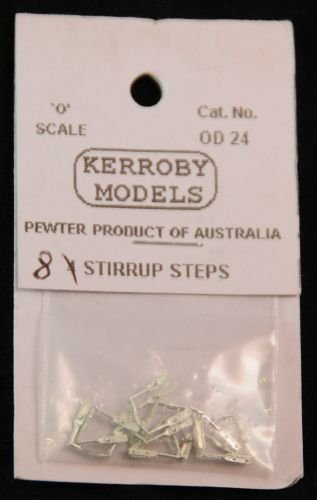 'O' SCALE
Cat. No. OD 24
KERROBY
MODELS
PEWTER PRODUCT OF AUSTRALIA
8 STIRRUP STEPS